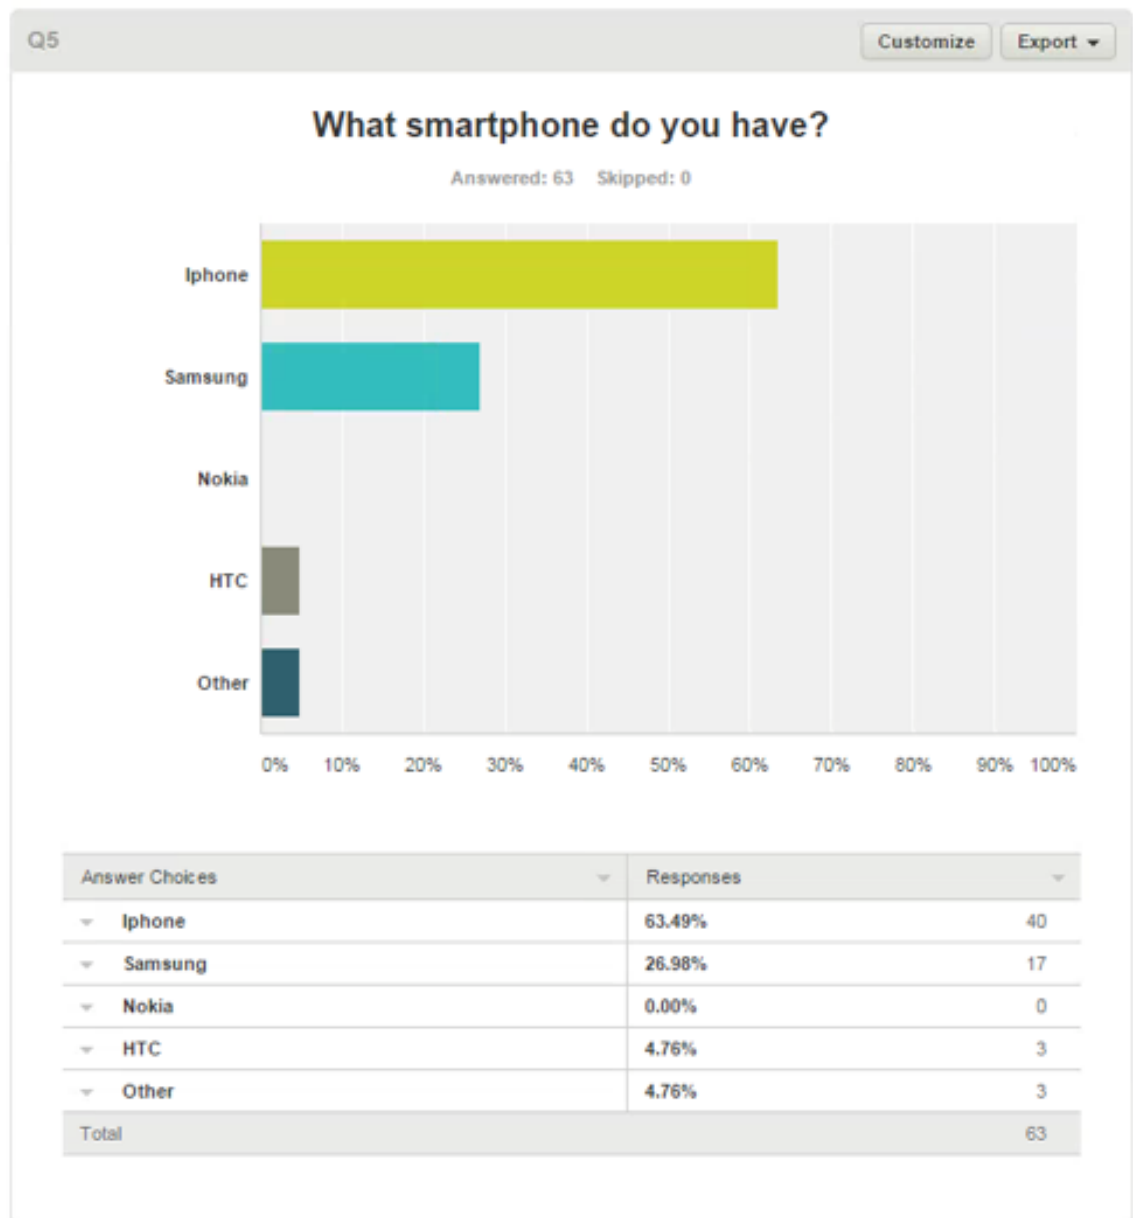 Q5
Customize
Export
What smartphone do you have?
Answered: 63 Skipped: 0
Iphone
Samsung
Nokia
HTC
Other
0% 10% 20% 30% 40% 50% 60% 70% 80% 90% 100%
Answer Choices Responses
Iphone 63.49% 40
Samsung 26.98% 17
Nokia 0.00% 0
HTC 4.76% 3
Other 4.76% 3
Total 63